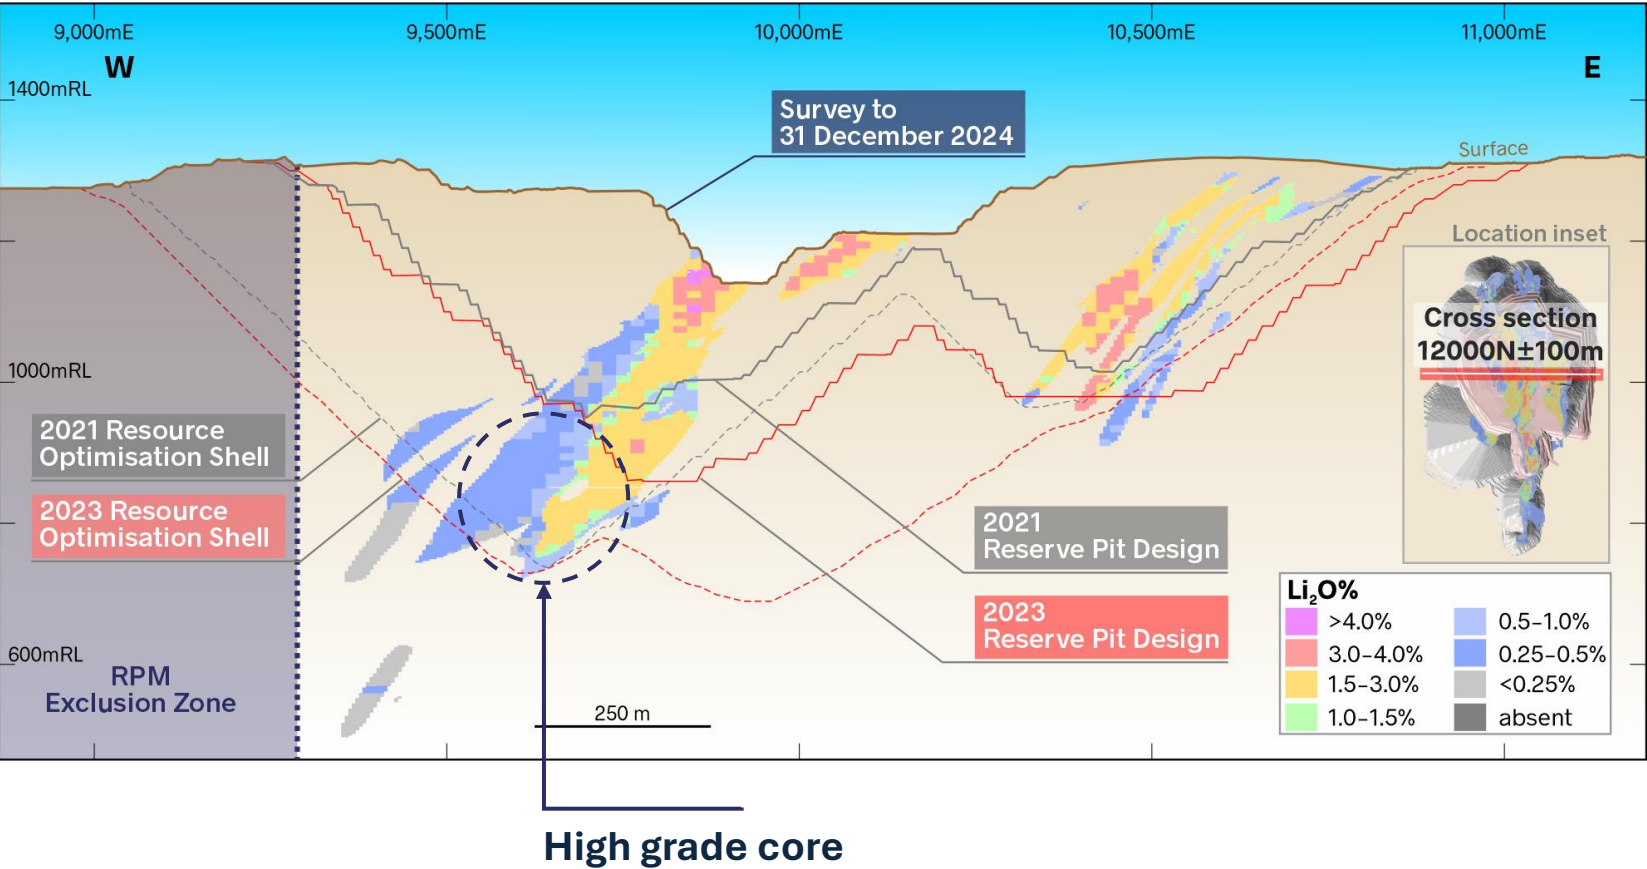 9,000mE
9,500mE
10,000mE
10,500mE
11,000mE
W
E
1400mRL
Survey to
31 December 2024
Surface
Location inset
Cross section
12000N±100m
1000mRL
2021 Resource
Optimisation Shell
2023 Resource
Optimisation Shell
2021
Reserve Pit Design
2023
Reserve Pit Design
600mRL
RPM
Exclusion Zone
250 m
Li₂O%
>4.0%
3.0–4.0%
1.5–3.0%
1.0–1.5%
0.5–1.0%
0.25–0.5%
<0.25%
absent
High grade core